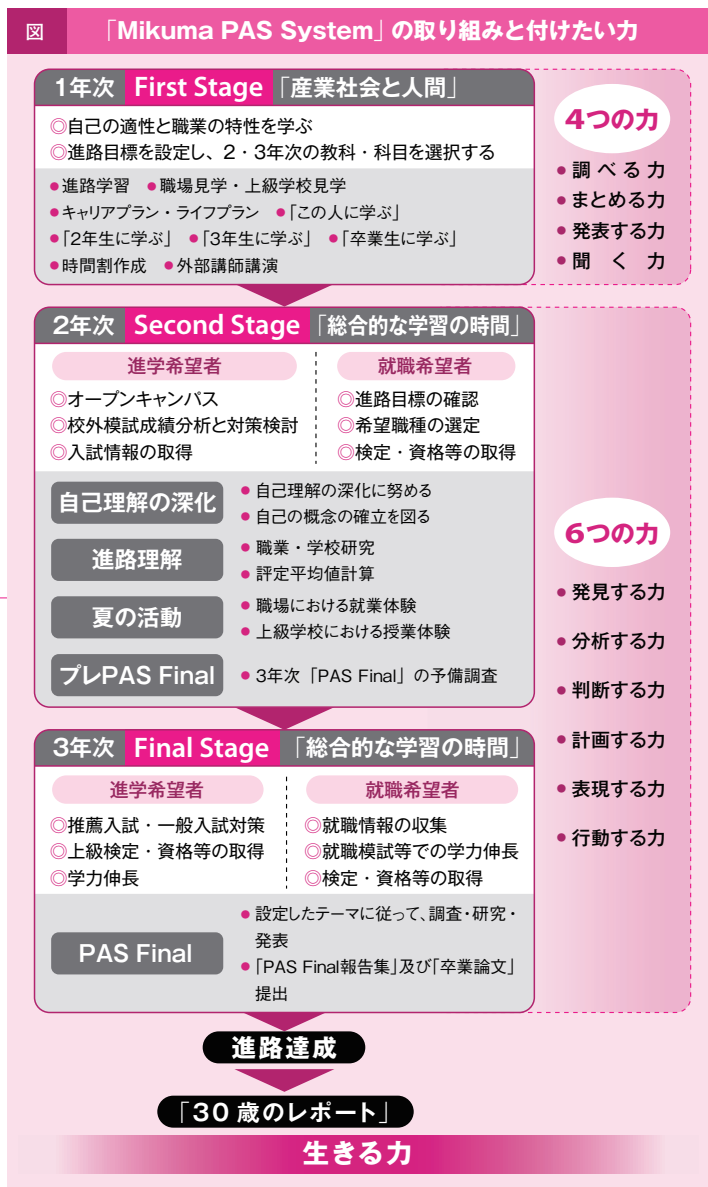 図 「Mikuma PAS System」の取り組みと付けたい力
1年次 First Stage 「産業社会と人間」
◎自己の適性と職業の特性を学ぶ
◎進路目標を設定し、2・3年次の教科・科目を選択する
●進路学習 ●職場見学・上級学校見学
●キャリアプラン・ライフプラン ●「この人に学ぶ」
●「2年生に学ぶ」 ●「3年生に学ぶ」 ●「卒業生に学ぶ」
●時間割作成 ●外部講師講演
4つの力
●調べる力
●まとめる力
●発表する力
●聞く力
2年次 Second Stage 「総合的な学習の時間」
進学希望者
◎オープンキャンパス
◎校外模試成績分析と対策検討
◎入試情報の取得
就職希望者
◎進路目標の確認
◎希望職種の選定
◎検定・資格等の取得
自己理解の深化
●自己理解の深化に努める
●自己の概念の確立を図る
進路理解
●職業・学校研究
●評定平均値計算
夏の活動
●職場における就業体験
●上級学校における授業体験
プレPAS Final
●3年次「PAS Final」の予備調査
3年次 Final Stage 「総合的な学習の時間」
進学希望者
◎推薦入試・一般入試対策
◎上級検定・資格等の取得
◎学力伸長
就職希望者
◎就職情報の収集
◎就職模試等での学力伸長
◎検定・資格等の取得
PAS Final
●設定したテーマに従って、調査・研究・
発表
●「PAS Final報告集」及び「卒業論文」
提出
6つの力
●発見する力
●分析する力
●判断する力
●計画する力
●表現する力
●行動する力
進路達成
「30歳のレポート」
生きる力